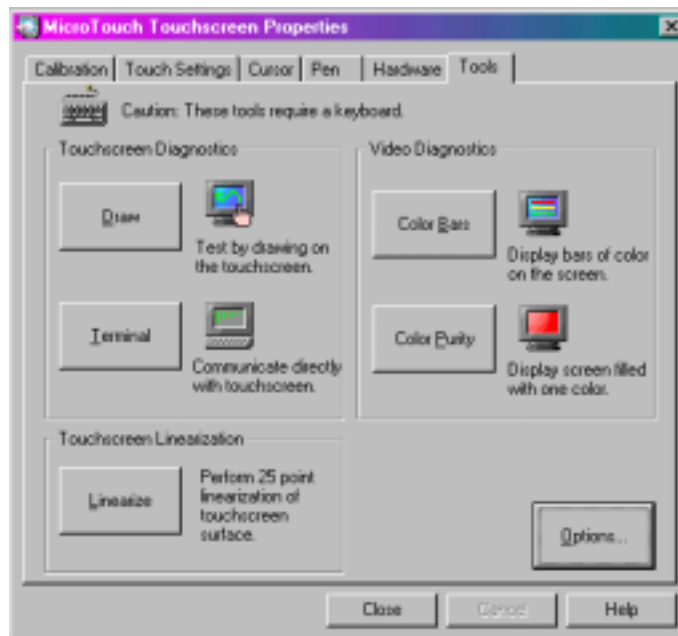 MicroTouch Touchscreen Properties
Calibration Touch Settings Cursor Pen Hardware Tools
Caution: These tools require a keyboard.
Touchscreen Diagnostics
Draw
Test by drawing on
the touchscreen.
Terminal
Communicate directly
with touchscreen.
Video Diagnostics
Color Bars
Display bars of color
on the screen.
Color Purity
Display screen filled
with one color.
Touchscreen Linearization
Linearize
Perform 25 point
linearization of
touchscreen
surface.
Options...
Close Cancel Help